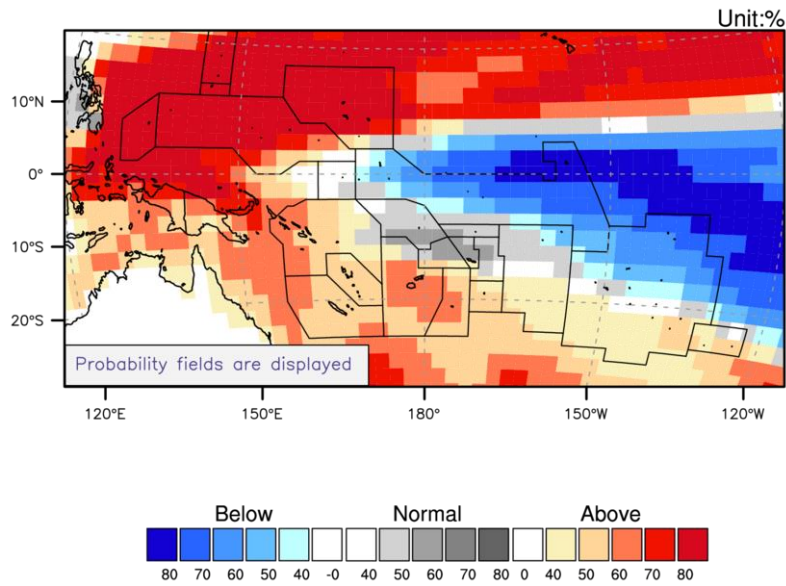 Unit:%
10°N
0°
10°S
20°S
Probability fields are displayed
120°E 150°E 180° 150°W 120°W
Below Normal Above
80 70 60 50 40 -0 40 50 60 70 80 0 40 50 60 70 80